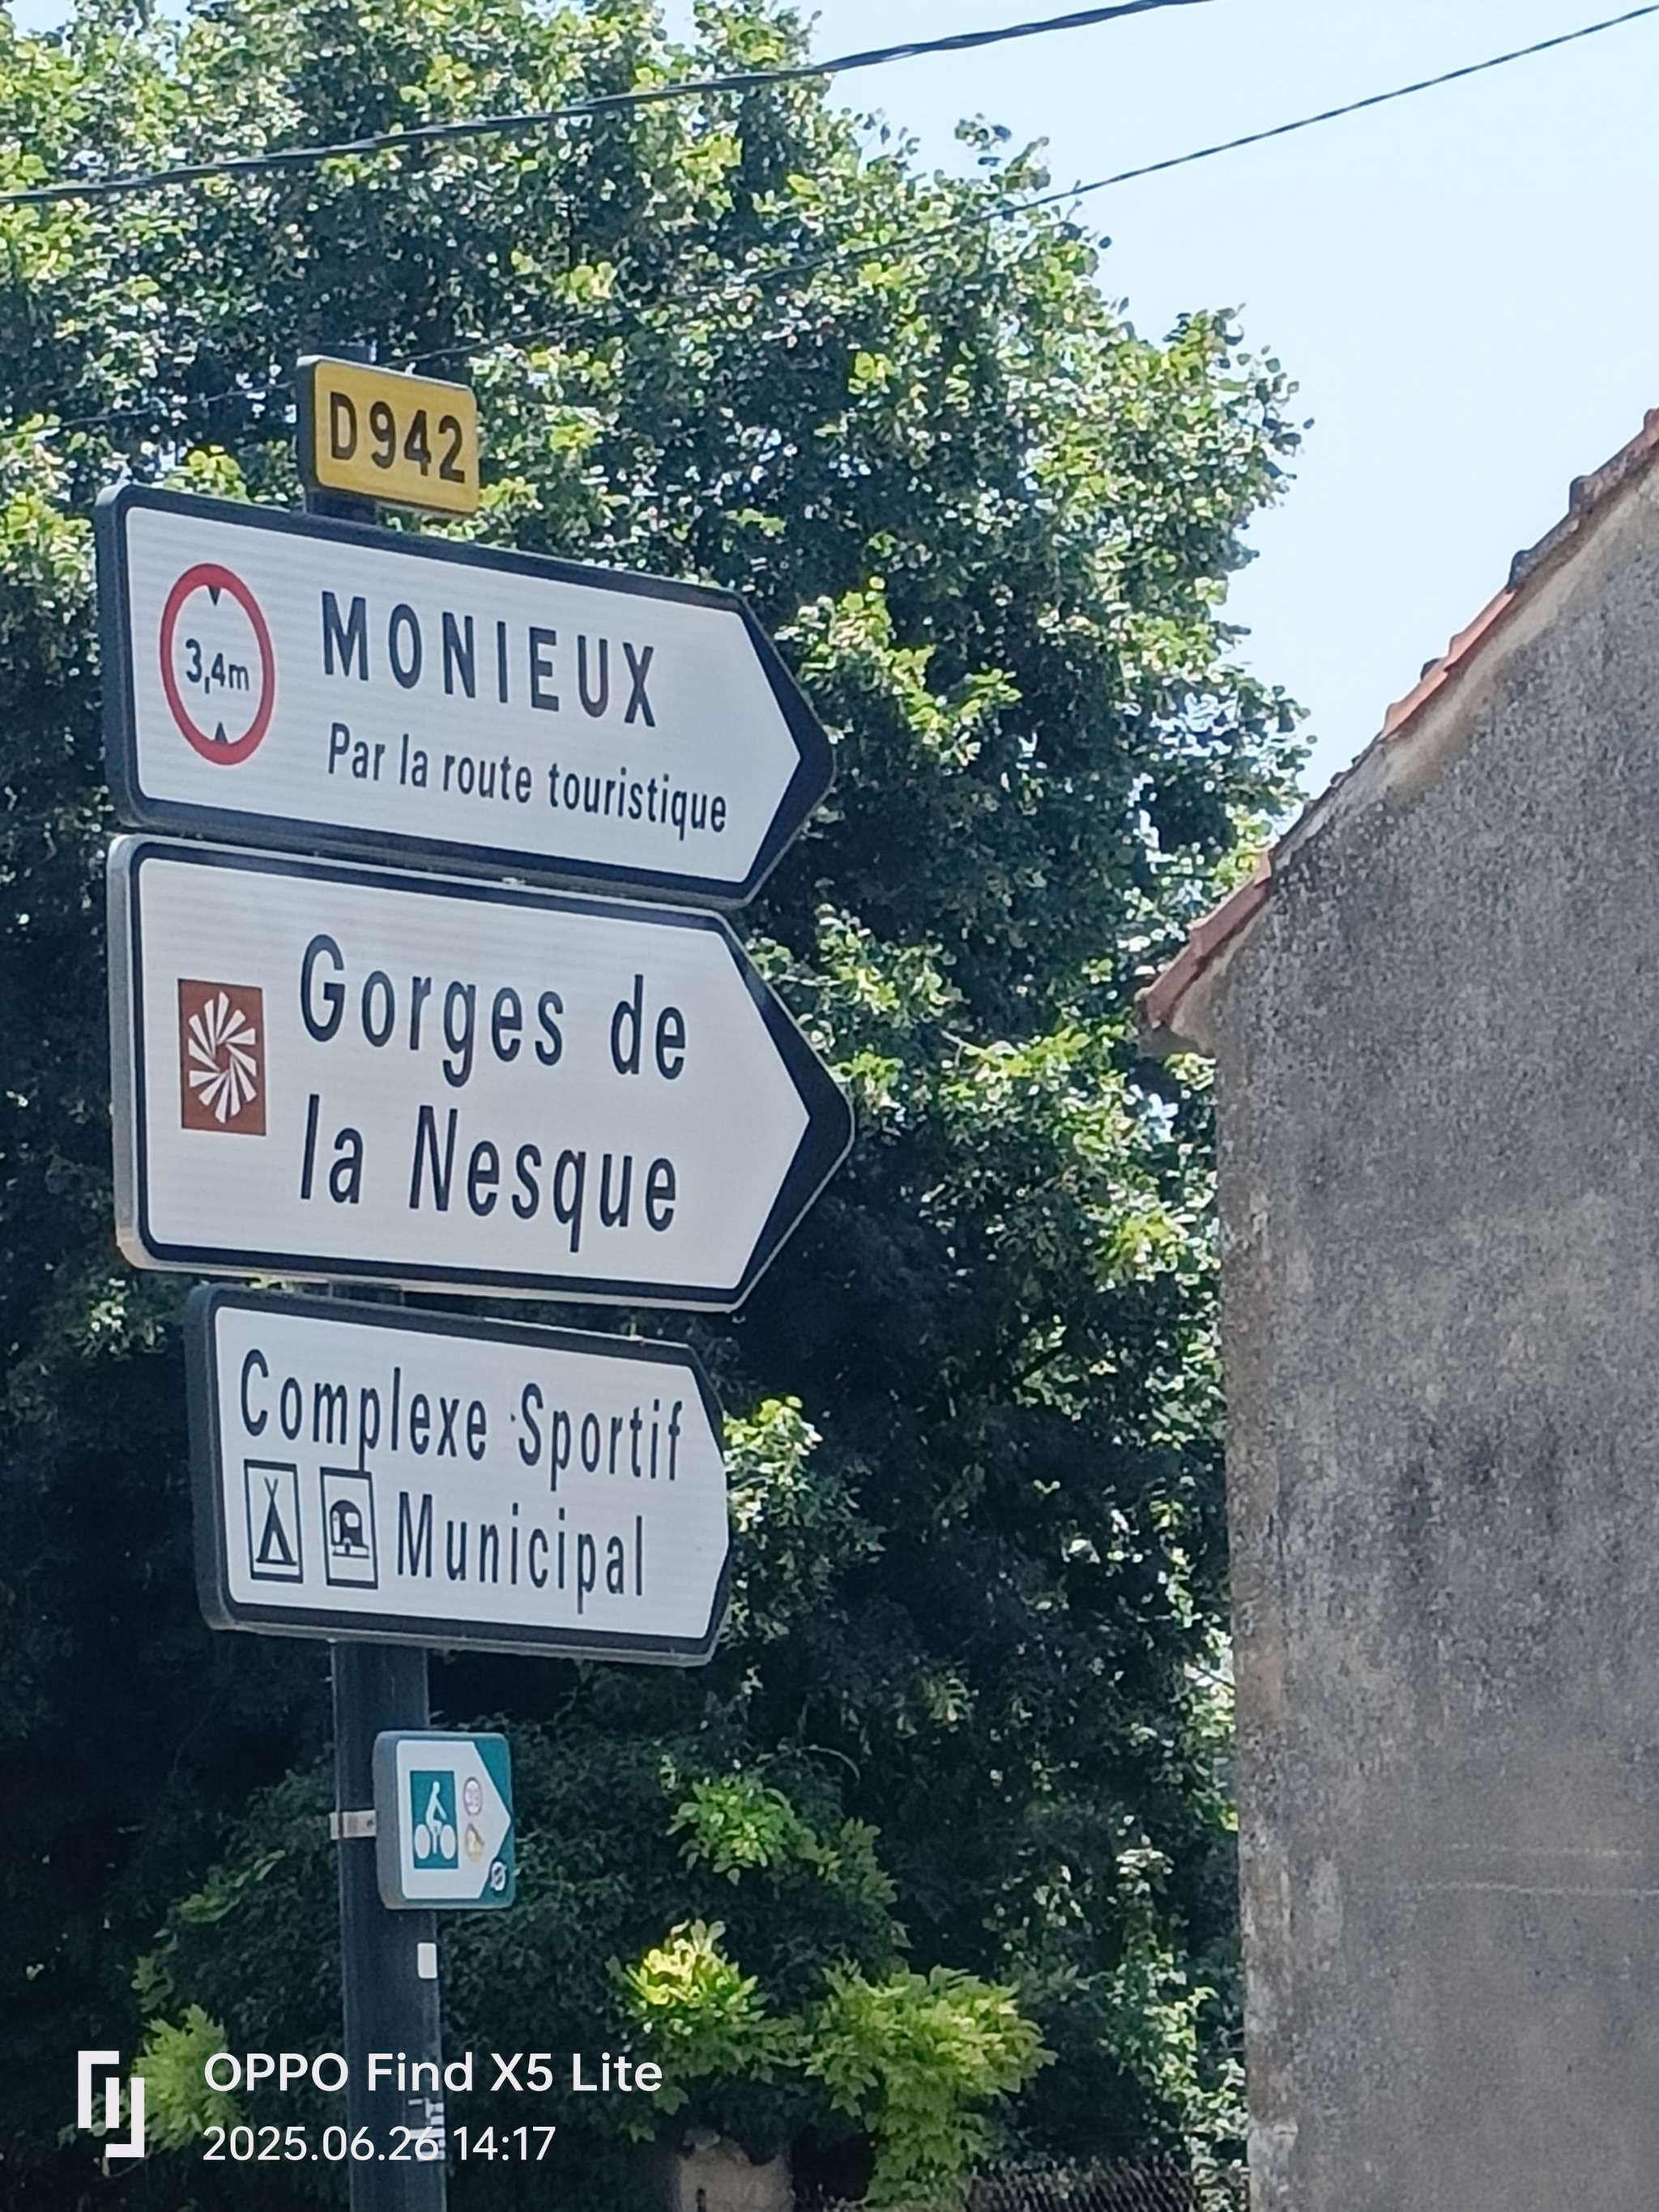 D942
3,4m
MONIEUX
Par la route touristique
Gorges de
la Nesque
Complexe Sportif
Municipal
OPPO Find X5 Lite
2025.06.26 14:17